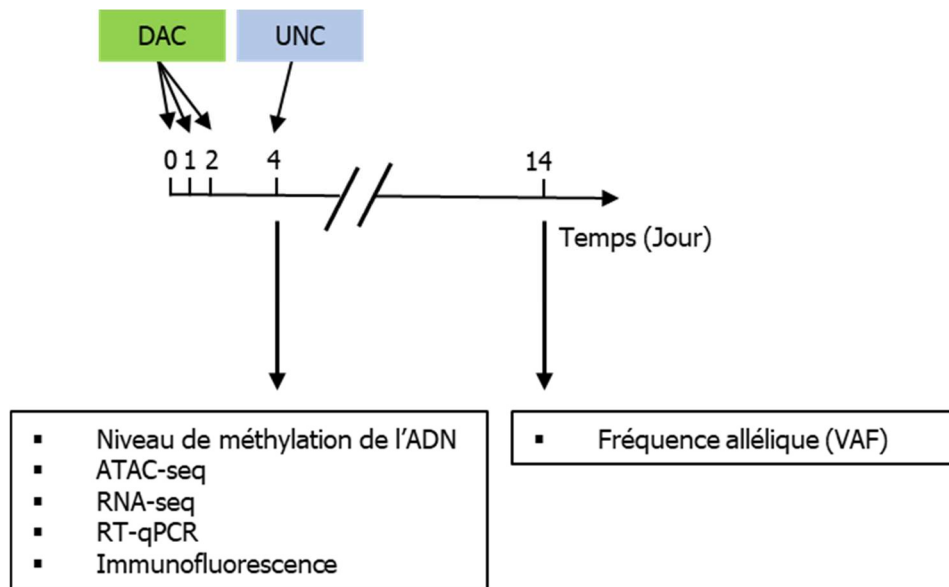 DAC
UNC
0 1 2
4
14
Temps (Jour)
▪ Niveau de méthylation de l'ADN
▪ ATAC-seq
▪ RNA-seq
▪ RT-qPCR
▪ Immunofluorescence
▪ Fréquence allélique (VAF)